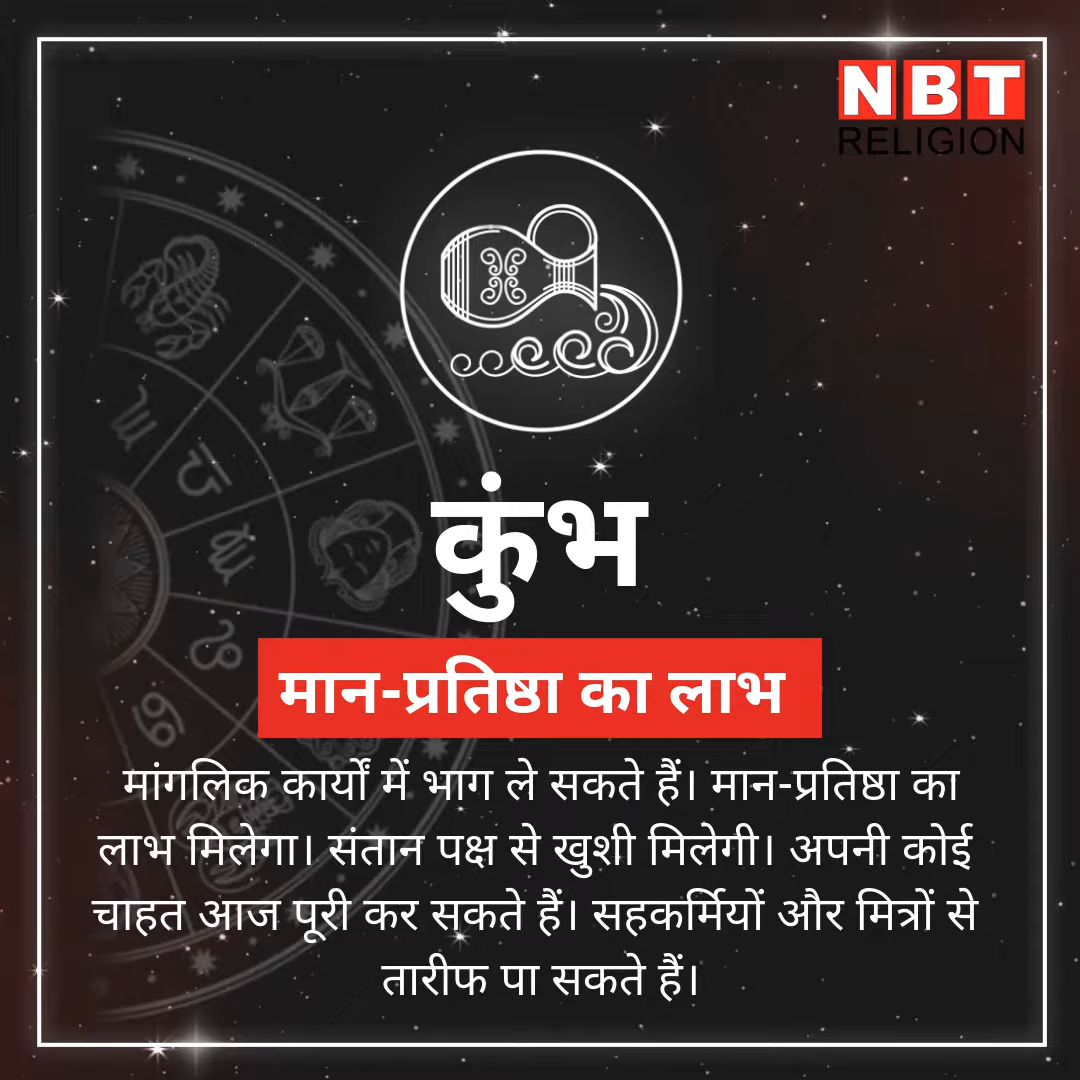 NBT
RELIGION
कुंभ
मान-प्रतिष्ठा का लाभ
मांगलिक कार्यों में भाग ले सकते हैं। मान-प्रतिष्ठा का
लाभ मिलेगा। संतान पक्ष से खुशी मिलेगी। अपनी कोई
चाहत आज पूरी कर सकते हैं। सहकर्मियों और मित्रों से
तारीफ पा सकते हैं।